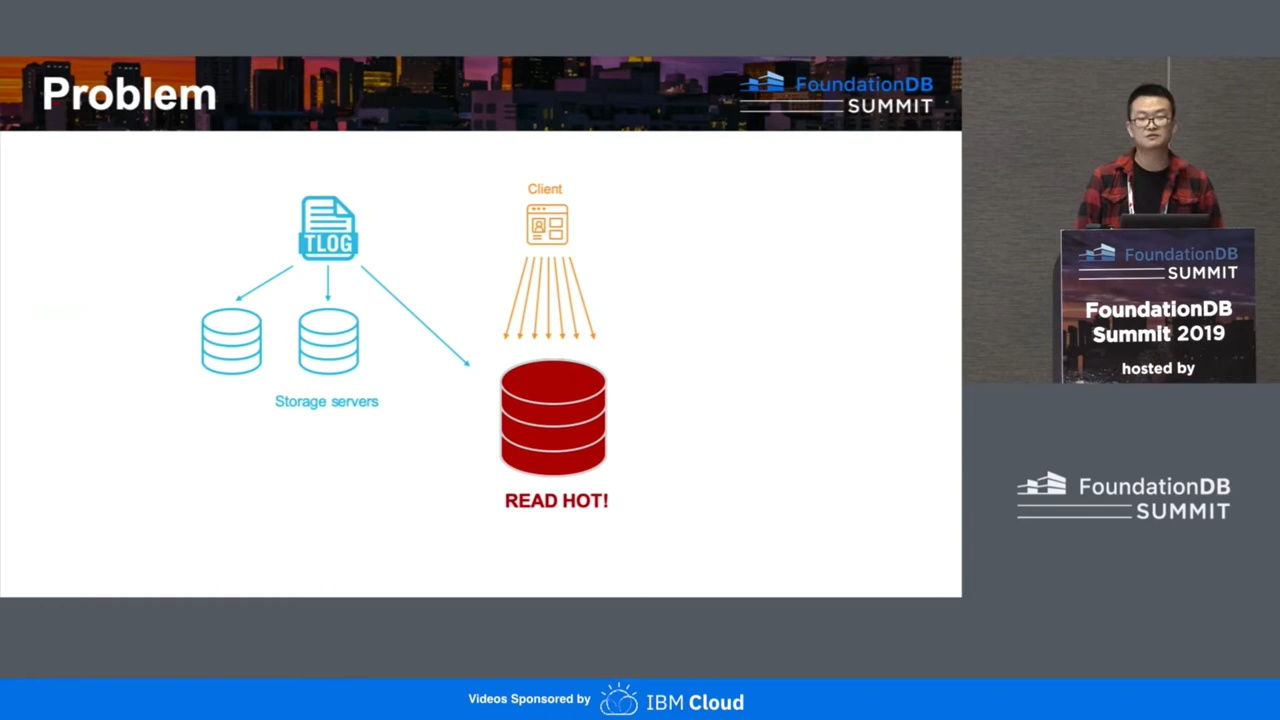 Problem
FoundationDB
SUMMIT
Client
TLOG
Storage servers
READ HOT!
FoundationDB
SUMMIT
FoundationDB
Summit 2019
hosted by
FoundationDB
SUMMIT
Videos Sponsored by IBM Cloud